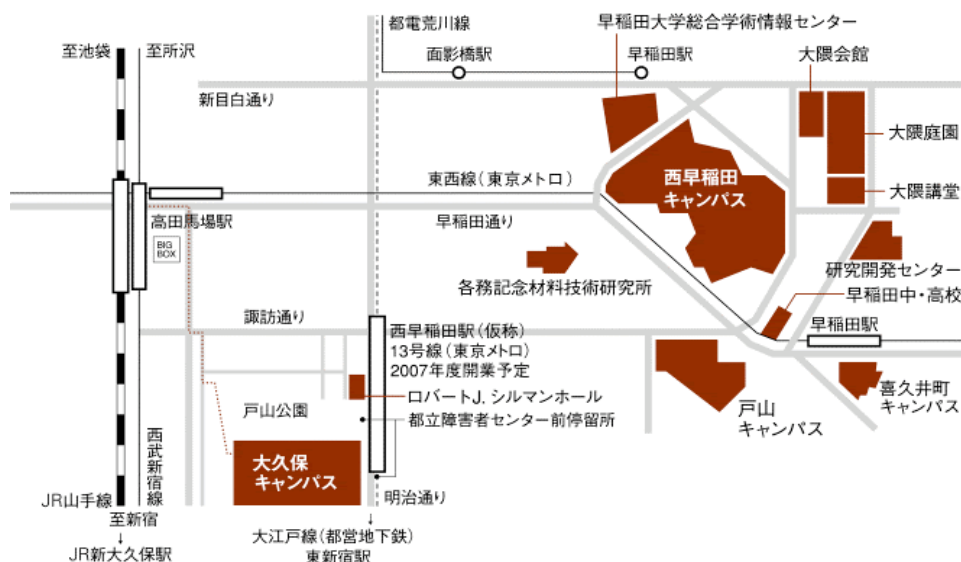 都電荒川線
早稲田大学総合学術情報センター
至池袋
至所沢
面影橋駅
早稲田駅
大隈会館
新目白通り
大隈庭園
東西線(東京メトロ)
西早稲田
キャンパス
大隈講堂
高田馬場駅
早稲田通り
BIG
BOX
研究開発センター
各務記念材料技術研究所
早稲田中・高校
諏訪通り
早稲田駅
西早稲田駅(仮称)
13号線(東京メトロ)
2007年度開業予定
ロバートJ. シルマンホール
喜久井町
キャンパス
戸山公園
都立障害者センター前停留所
戸山
キャンパス
西武新宿線
大久保
キャンパス
JR山手線
明治通り
至新宿
↓
JR新大久保駅
↓
大江戸線(都営地下鉄)
東新宿駅